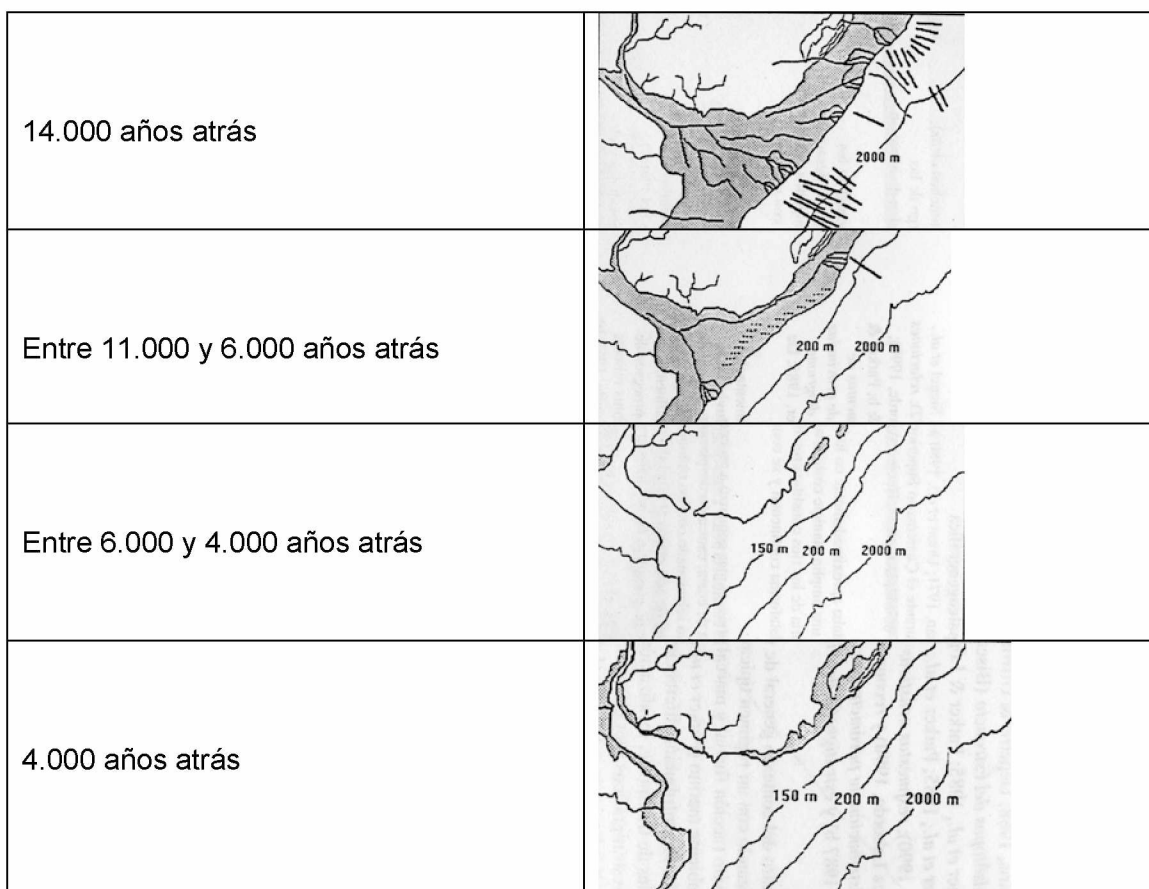 14.000 años atrás
2000 m
Entre 11.000 y 6.000 años atrás
200 m
2000 m
Entre 6.000 y 4.000 años atrás
150 m
200 m
2000 m
4.000 años atrás
150 m
200 m
2000 m